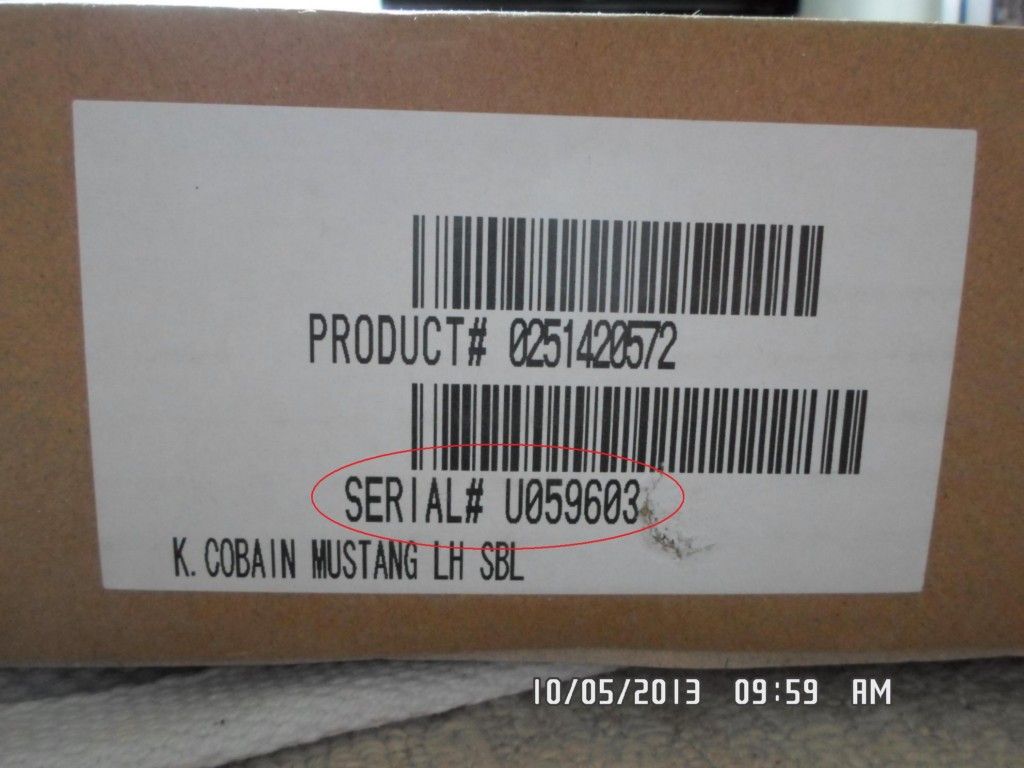 PRODUCT# 0251420572
SERIAL# U059603
K.COBAIN MUSTANG LH SBL
10/05/2013 09:59 AM